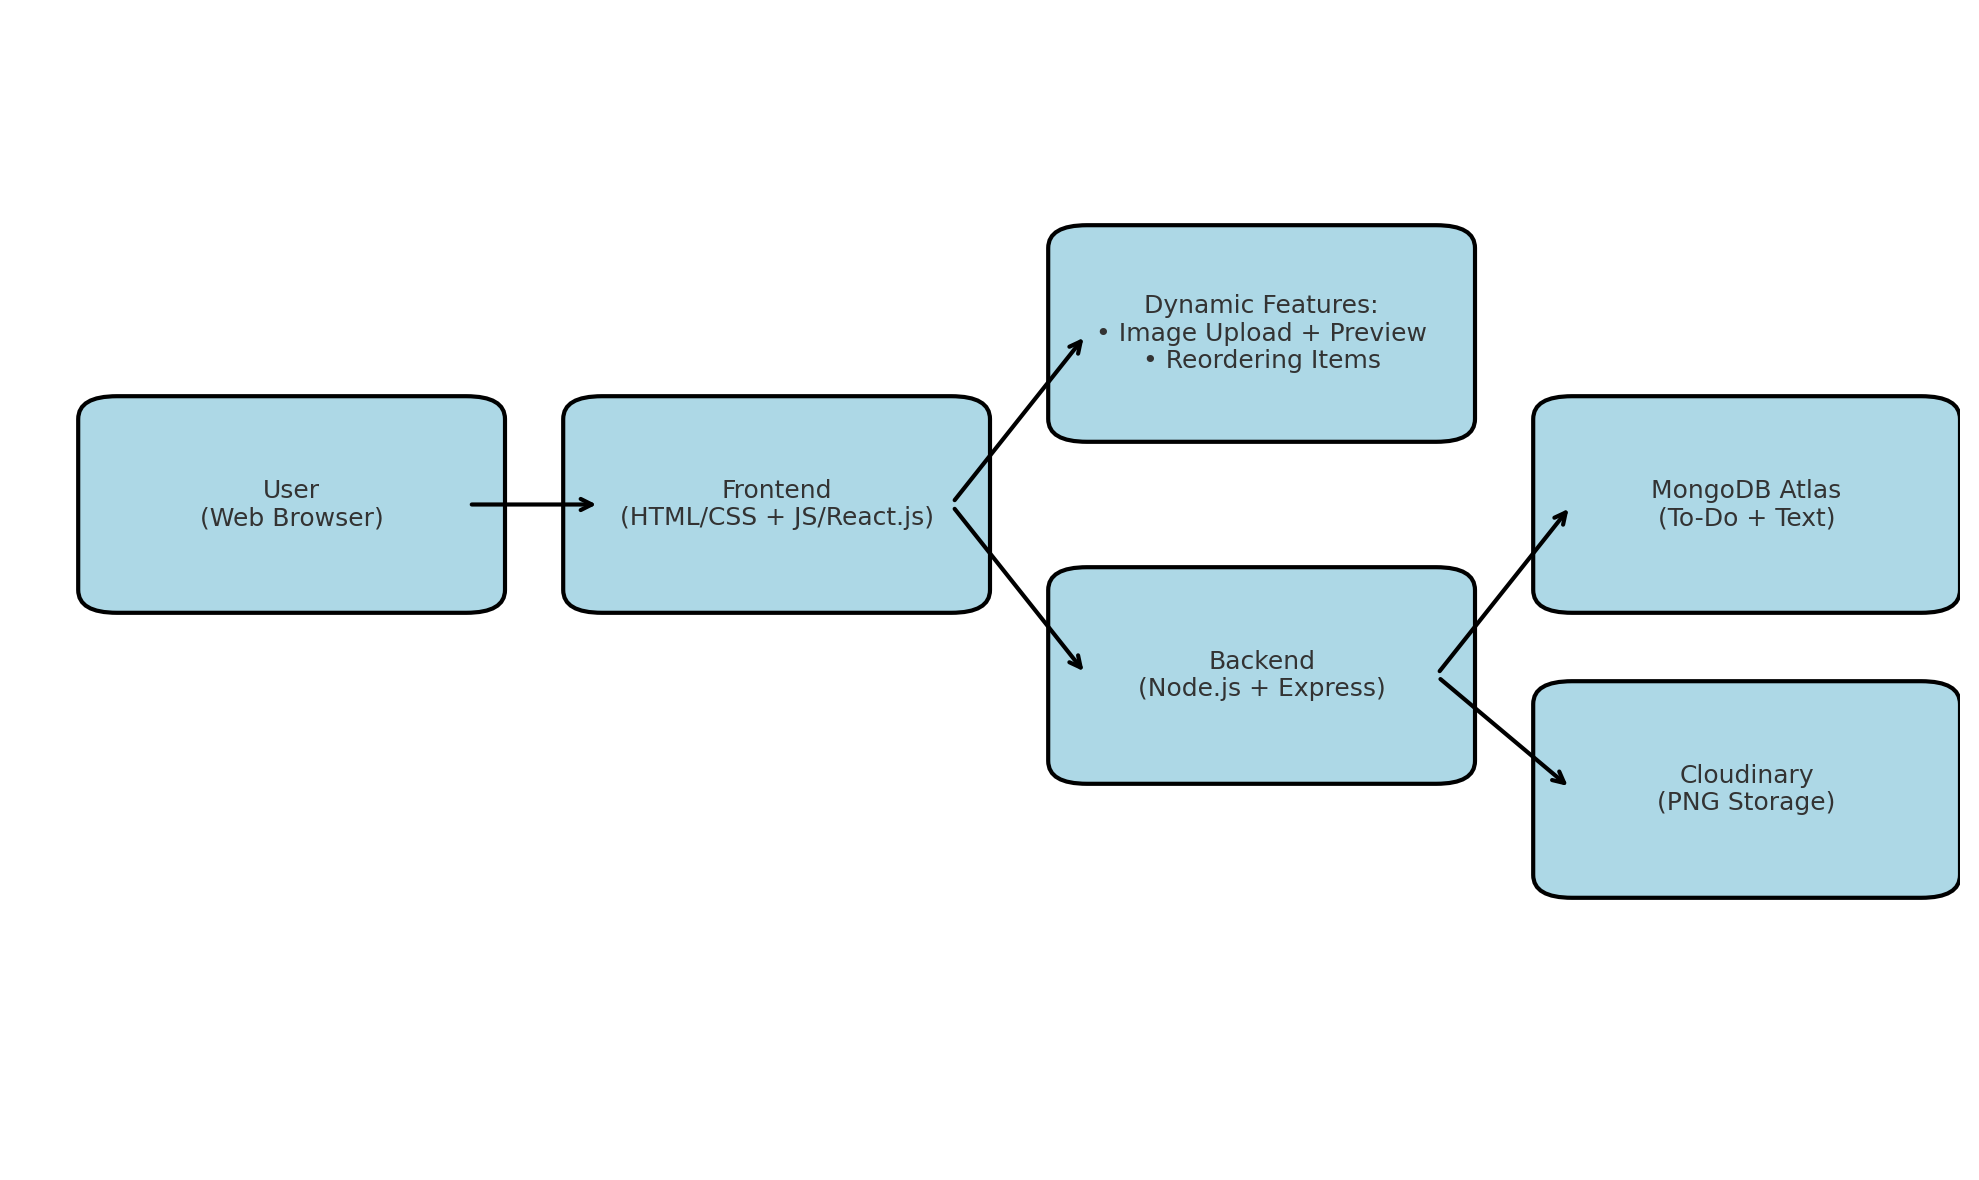 User
(Web Browser)
Frontend
(HTML/CSS + JS/React.js)
Dynamic Features:
• Image Upload + Preview
• Reordering Items
Backend
(Node.js + Express)
MongoDB Atlas
(To-Do + Text)
Cloudinary
(PNG Storage)